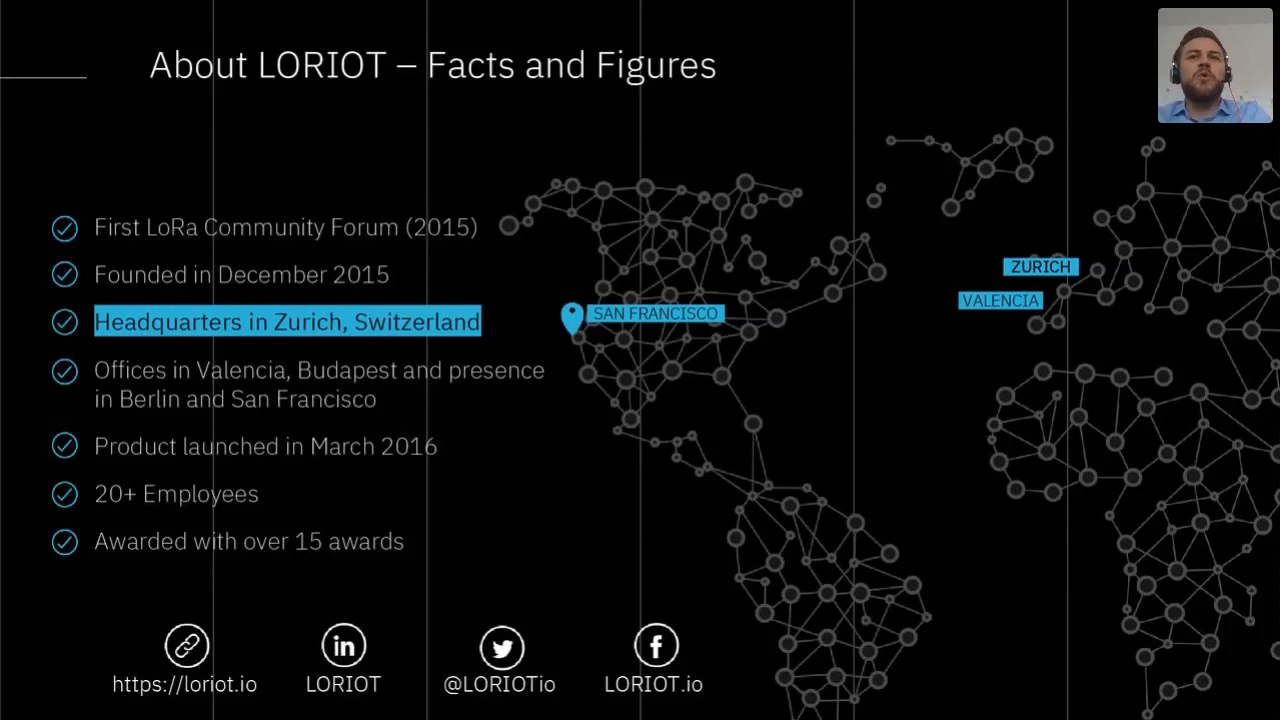 About LORIOT – Facts and Figures
First LoRa Community Forum (2015)
Founded in December 2015
Headquarters in Zurich, Switzerland
Offices in Valencia, Budapest and presence
in Berlin and San Francisco
Product launched in March 2016
20+ Employees
Awarded with over 15 awards
ZURICH
VALENCIA
SAN FRANCISCO
https://loriot.io
in
LORIOT
@LORIOTio
f
LORIOT.io